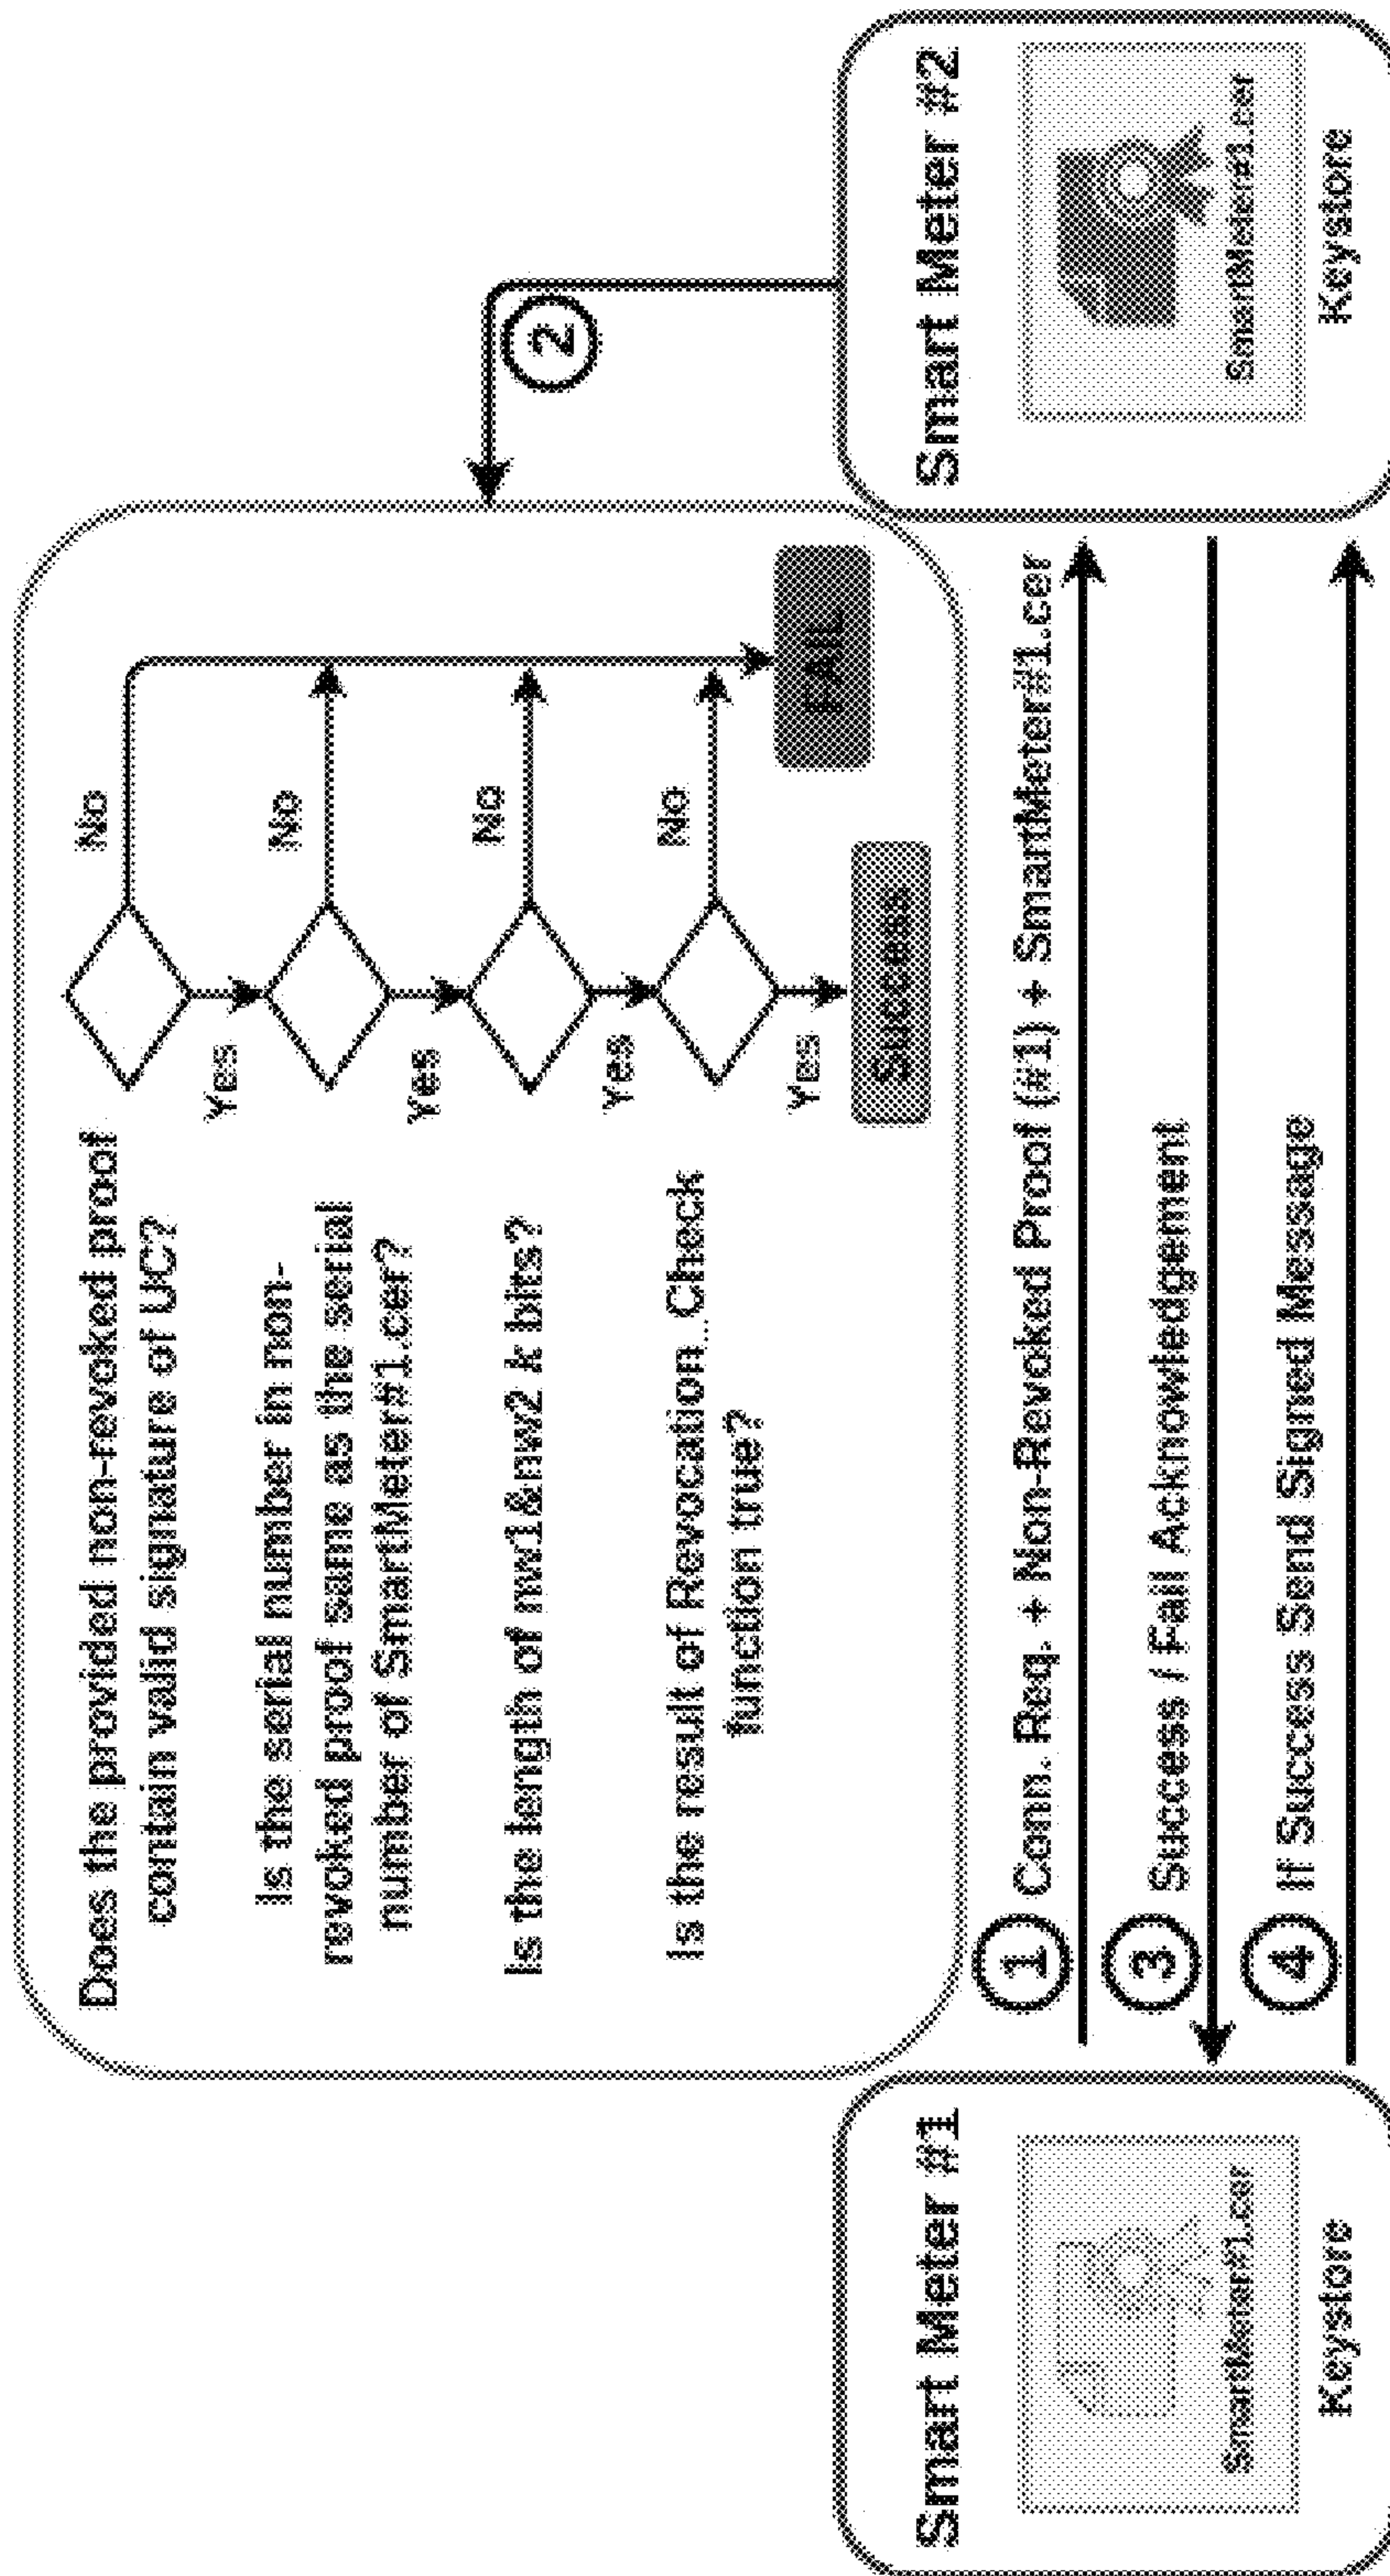 Does the provided non-revoked proof
contain valid signature of UC?
Is the serial number in non-
revoked proof same as the serial
number of SmartMeter#1.cer?
Is the length of nw1&nw2 k bits?
Is the result of Revocation_Check
function true?
No
Yes
No
Yes
No
Yes
No
Yes
Success
FAIL
2
1 Conn. Req. + Non-Revoked Proof (#1) + SmartMeter#1.cer
3 Success / Fail Acknowledgement
4 If Success Send Signed Message
Smart Meter #1
SmartMeter#1.cer
Keystore
Smart Meter #2
SmartMeter#1.cer
Keystore